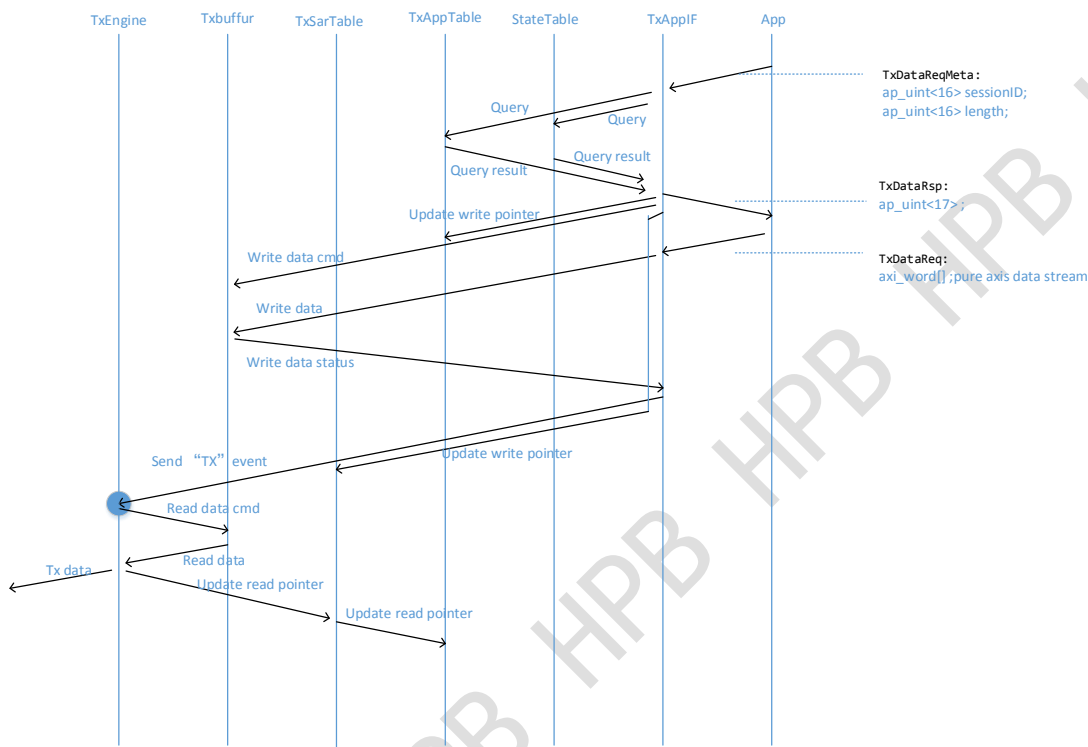 TxEngine
Txbuffur
TxSarTable
TxAppTable
StateTable
TxAppIF
App
TxDataReqMeta:
ap_uint<16> sessionID;
ap_uint<16> length;
Query
Query
Query result
Query result
TxDataRsp:
ap_uint<17> ;
Update write pointer
Write data cmd
TxDataReq:
axi_word[] ;pure axis data stream
Write data
Write data status
Update write pointer
Send “TX” event
Read data cmd
Read data
Tx data
Update read pointer
Update read pointer
HPB
HPB
HPB
HPB
HPB
HPB
HPB